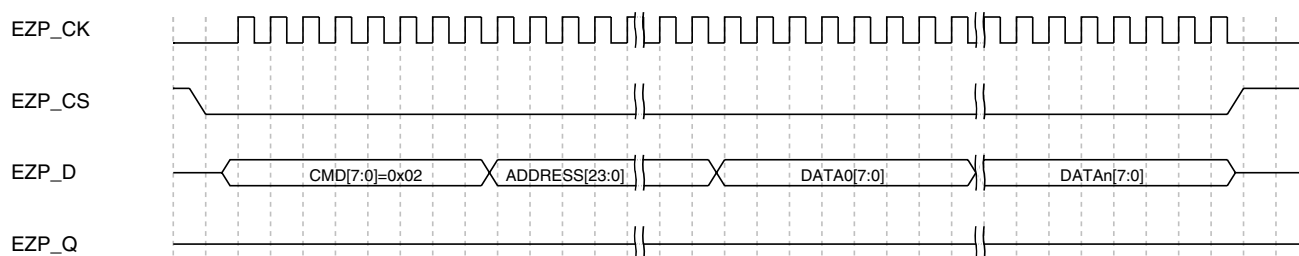 EZP_CK
EZP_CS
EZP_D CMD[7:0]=0x02 ADDRESS[23:0] DATA0[7:0] DATAn[7:0]
EZP_Q